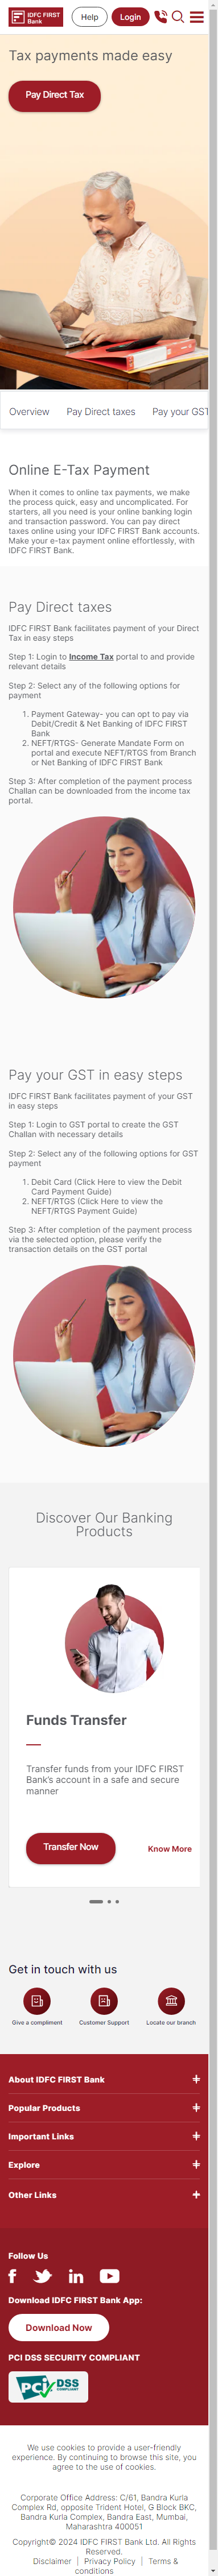 IDFC FIRST
Bank
Help
Login
Tax payments made easy
Pay Direct Tax
Overview
Pay Direct taxes
Pay your GST
Online E-Tax Payment
When it comes to online tax payments, we make
the process quick, easy and uncomplicated. For
starters, all you need is your online banking login
and transaction password. You can pay direct
taxes online using your IDFC FIRST Bank accounts.
Make your e-tax payment online effortlessly, with
IDFC FIRST Bank.
Pay Direct taxes
IDFC FIRST Bank facilitates payment of your Direct
Tax in easy steps
Step 1: Login to Income Tax portal to and provide
relevant details
Step 2: Select any of the following options for
payment
1. Payment Gateway- you can opt to pay via
Debit/Credit & Net Banking of IDFC FIRST
Bank
2. NEFT/RTGS- Generate Mandate Form on
portal and execute NEFT/RTGS from Branch
or Net Banking of IDFC FIRST Bank
Step 3: After completion of the payment process
Challan can be downloaded from the income tax
portal.
Pay your GST in easy steps
IDFC FIRST Bank facilitates payment of your GST
in easy steps
Step 1: Login to GST portal to create the GST
Challan with necessary details
Step 2: Select any of the following options for GST
payment
1. Debit Card (Click Here to view the Debit
Card Payment Guide)
2. NEFT/RTGS (Click Here to view the
NEFT/RTGS Payment Guide)
Step 3: After completion of the payment process
via the selected option, please verify the
transaction details on the GST portal
Discover Our Banking
Products
Funds Transfer
Transfer funds from your IDFC FIRST
Bank's account in a safe and secure
manner
Transfer Now
Know More
Get in touch with us
Give a compliment
Customer Support
Locate our branch
About IDFC FIRST Bank
Popular Products
Important Links
Explore
Other Links
Follow Us
Download IDFC FIRST Bank App:
Download Now
PCI DSS SECURITY COMPLIANT
PCI DSS
COMPLIANT
We use cookies to provide a user-friendly
experience. By continuing to browse this site, you
agree to the use of cookies.
Corporate Office Address: C/61, Bandra Kurla
Complex Rd, opposite Trident Hotel, G Block BKC,
Bandra Kurla Complex, Bandra East, Mumbai,
Maharashtra 400051
Copyright© 2024 IDFC FIRST Bank Ltd. All Rights
Reserved.
Disclaimer | Privacy Policy | Terms &
conditions